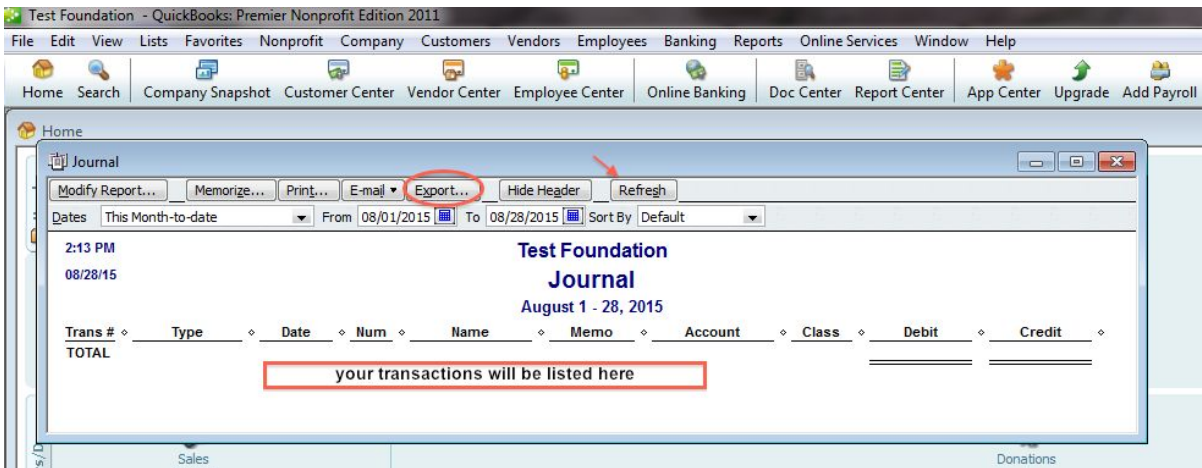 Test Foundation - QuickBooks: Premier Nonprofit Edition 2011
File Edit View Lists Favorites Nonprofit Company Customers Vendors Employees Banking Reports Online Services Window Help
Home Search Company Snapshot Customer Center Vendor Center Employee Center Online Banking Doc Center Report Center App Center Upgrade Add Payroll
Home
Journal
Modify Report... Memorize... Print... E-mail Export... Hide Header Refresh
Dates This Month-to-date From 08/01/2015 To 08/28/2015 Sort By Default
2:13 PM Test Foundation
08/28/15 Journal
August 1 - 28, 2015
Trans # Type Date Num Name Memo Account Class Debit Credit
TOTAL
your transactions will be listed here
Sales Donations